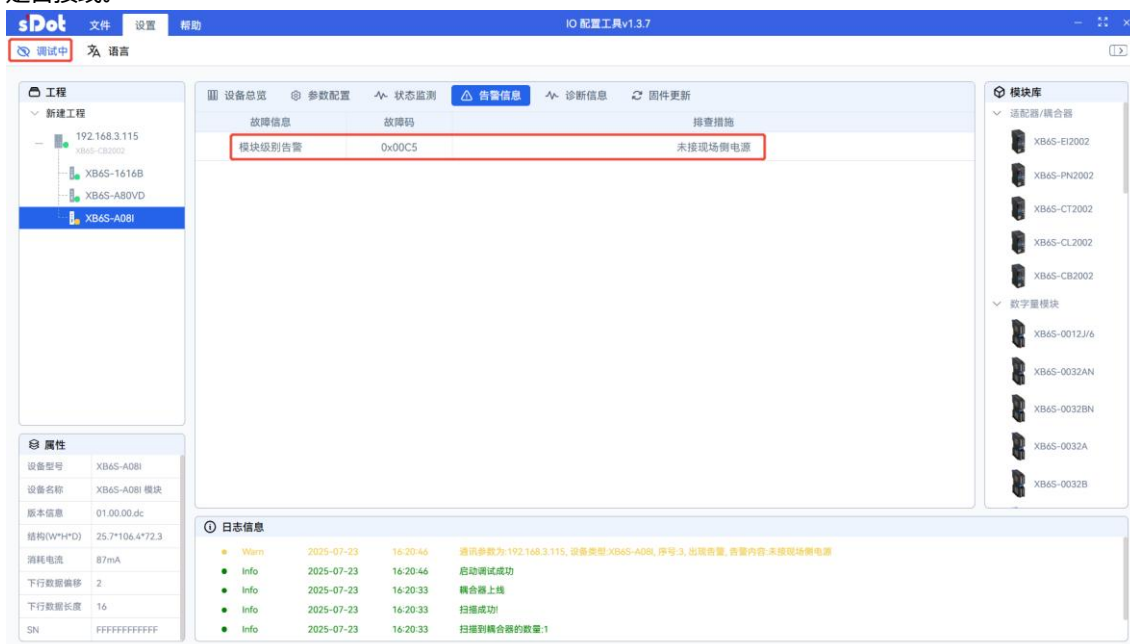 sDot 文件 设置 帮助 IO 配置工具v1.3.7
调试中 语言
工程
新建工程
192.168.3.115
XB6S-CB2002
XB6S-1616B
XB6S-A80VD
XB6S-A08I
设备总览 参数配置 状态监测 告警信息 诊断信息 固件更新
故障信息 故障码 排查措施
模块级别告警 0x00C5 未接现场侧电源
模块库
适配器/耦合器
XB6S-EI2002
XB6S-PN2002
XB6S-CT2002
XB6S-CL2002
XB6S-CB2002
数字量模块
XB6S-0012J/6
XB6S-0032AN
XB6S-0032BN
XB6S-0032A
XB6S-0032B
属性
设备型号 XB6S-A08I
设备名称 XB6S-A08I 模块
版本信息 01.00.00.dc
结构(W*H*D) 25.7*106.4*72.3
消耗电流 87mA
下行数据偏移 2
下行数据长度 16
SN FFFFFFFFFFFF
日志信息
Warn 2025-07-23 16:20:46 通讯参数为:192.168.3.115, 设备类型:XB6S-A08I, 序号:3, 出现告警, 告警内容:未接现场侧电源
Info 2025-07-23 16:20:46 启动调试成功
Info 2025-07-23 16:20:33 耦合器上线
Info 2025-07-23 16:20:33 扫描成功!
Info 2025-07-23 16:20:33 扫描到耦合器的数量:1